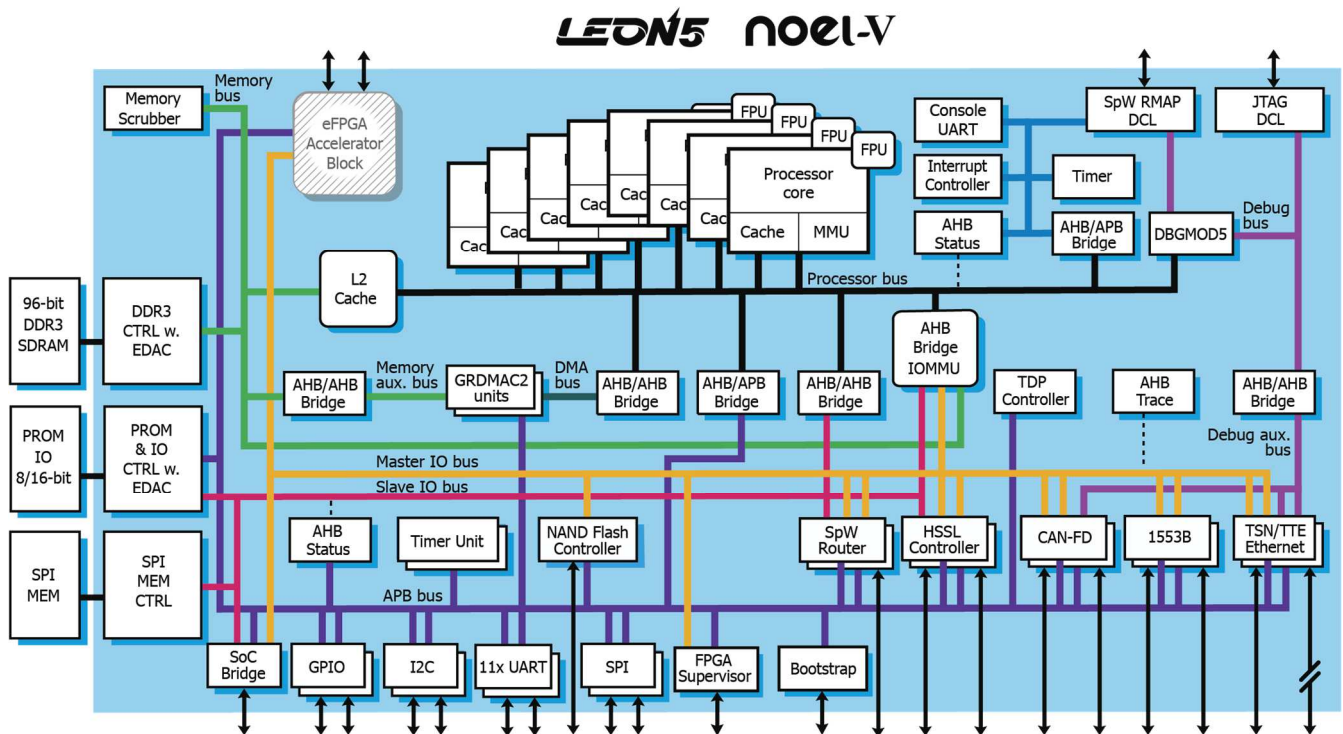 LEON5 noel-V
Memory
bus
Memory
Scrubber
eFPGA
Accelerator
Block
FPU
FPU
FPU
FPU
Processor
core
Cache
MMU
Cac
Cac
Cac
Cache
Cache
Cac
Console
UART
Interrupt
Controller
AHB
Status
Timer
AHB/APB
Bridge
SpW RMAP
DCL
JTAG
DCL
DBGMOD5
Debug
bus
Processor bus
L2
Cache
96-bit
DDR3
SDRAM
DDR3
CTRL w.
EDAC
AHB
Bridge
IOMMU
AHB/AHB
Bridge
Memory
aux. bus
GRDMAC2
units
DMA
bus
AHB/AHB
Bridge
AHB/APB
Bridge
AHB/AHB
Bridge
TDP
Controller
AHB
Trace
AHB/AHB
Bridge
Debug aux.
bus
PROM
IO
8/16-bit
PROM
& IO
CTRL w.
EDAC
Master IO bus
Slave IO bus
AHB
Status
Timer Unit
NAND Flash
Controller
SpW
Router
HSSL
Controller
CAN-FD
1553B
TSN/TTE
Ethernet
SPI
MEM
SPI
MEM
CTRL
APB bus
SoC
Bridge
GPIO
I2C
11x UART
SPI
FPGA
Supervisor
Bootstrap